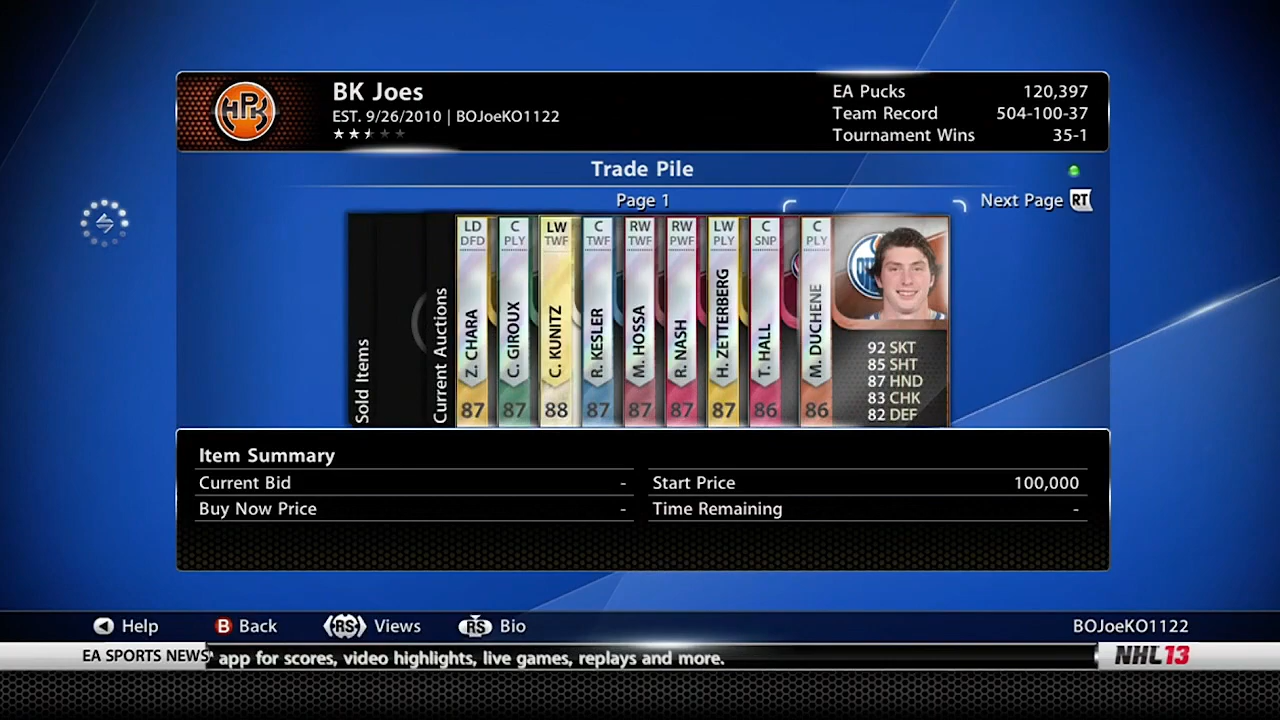 HPK
BK Joes
EST. 9/26/2010 | BOJoeKO1122
EA Pucks 120,397
Team Record 504-100-37
Tournament Wins 35-1
Trade Pile
Page 1
Next Page RT
Sold Items
Current Auctions
LD DFD Z. CHARA 87
C PLY C. GIROUX 87
LW TWF C. KUNITZ 88
C TWF R. KESLER 87
RW TWF M. HOSSA 87
RW PWF R. NASH 87
LW PLY H. ZETTERBERG 87
C SNP T. HALL 86
C PLY M. DUCHENE 86
92 SKT
85 SHT
87 HND
83 CHK
82 DEF
Item Summary
Current Bid -
Start Price 100,000
Buy Now Price -
Time Remaining -
Help
B Back
RS Views
RS Bio
BOJoeKO1122
EA SPORTS NEWS
app for scores, video highlights, live games, replays and more.
NHL13